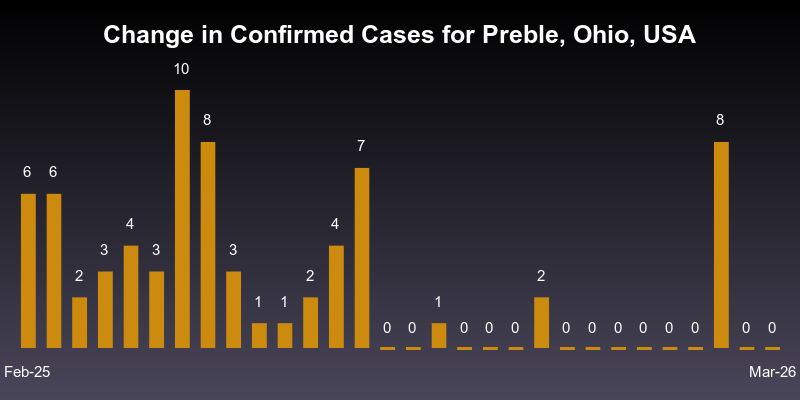 Change in Confirmed Cases for Preble, Ohio, USA
6 6 2 3 4 3 10 8 3 1 1 2 4 7 0 0 1 0 0 0 2 0 0 0 0 0 0 8 0 0
Feb-25 Mar-26